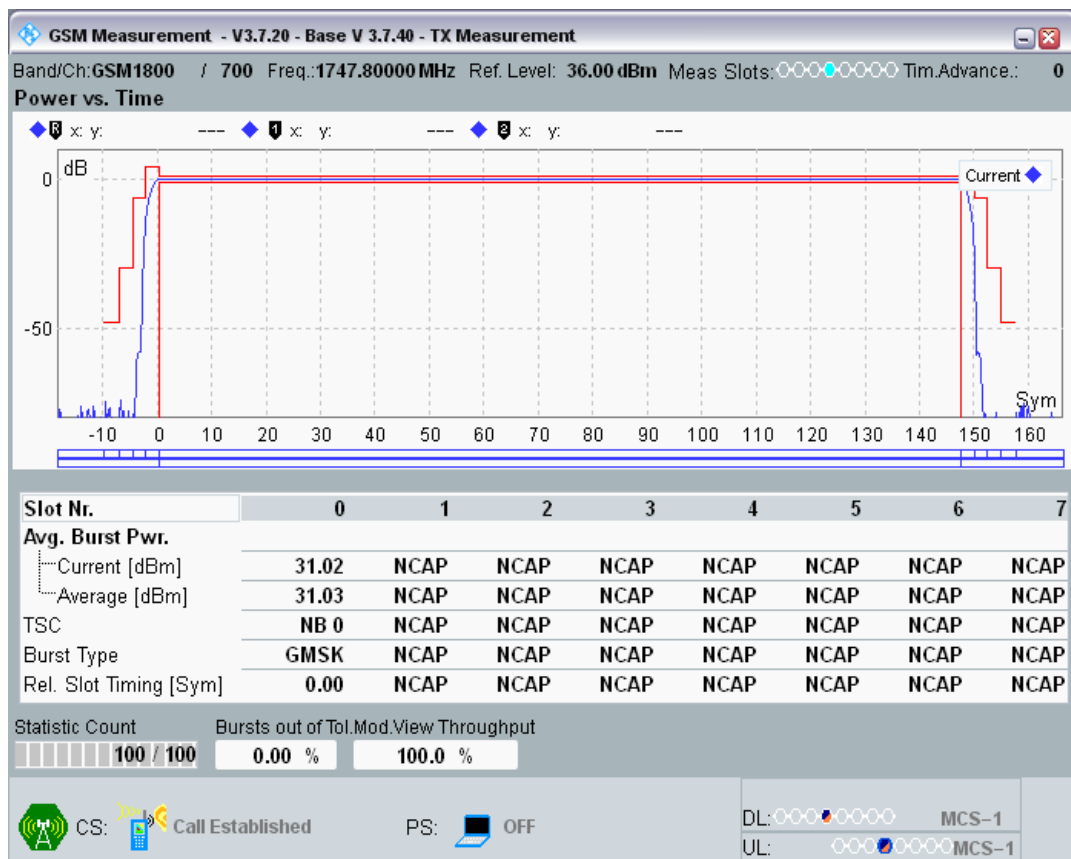 GSM Measurement - V3.7.20 - Base V 3.7.40 - TX Measurement
Band/Ch:GSM1800 / 700 Freq.:1747.80000 MHz Ref. Level: 36.00 dBm Meas Slots: Tim.Advance.: 0
Power vs. Time
R x: y: --- 1 x: y: --- 2 x: y: ---
dB
Current
0
-50
Sym
-10 0 10 20 30 40 50 60 70 80 90 100 110 120 130 140 150 160
Slot Nr. 0 1 2 3 4 5 6 7
Avg. Burst Pwr.
Current [dBm] 31.02 NCAP NCAP NCAP NCAP NCAP NCAP NCAP
Average [dBm] 31.03 NCAP NCAP NCAP NCAP NCAP NCAP NCAP
TSC NB 0 NCAP NCAP NCAP NCAP NCAP NCAP NCAP
Burst Type GMSK NCAP NCAP NCAP NCAP NCAP NCAP NCAP
Rel. Slot Timing [Sym] 0.00 NCAP NCAP NCAP NCAP NCAP NCAP NCAP
Statistic Count Bursts out of Tol.Mod.View Throughput
100 / 100 0.00 % 100.0 %
CS: Call Established PS: OFF
DL: MCS-1
UL: MCS-1